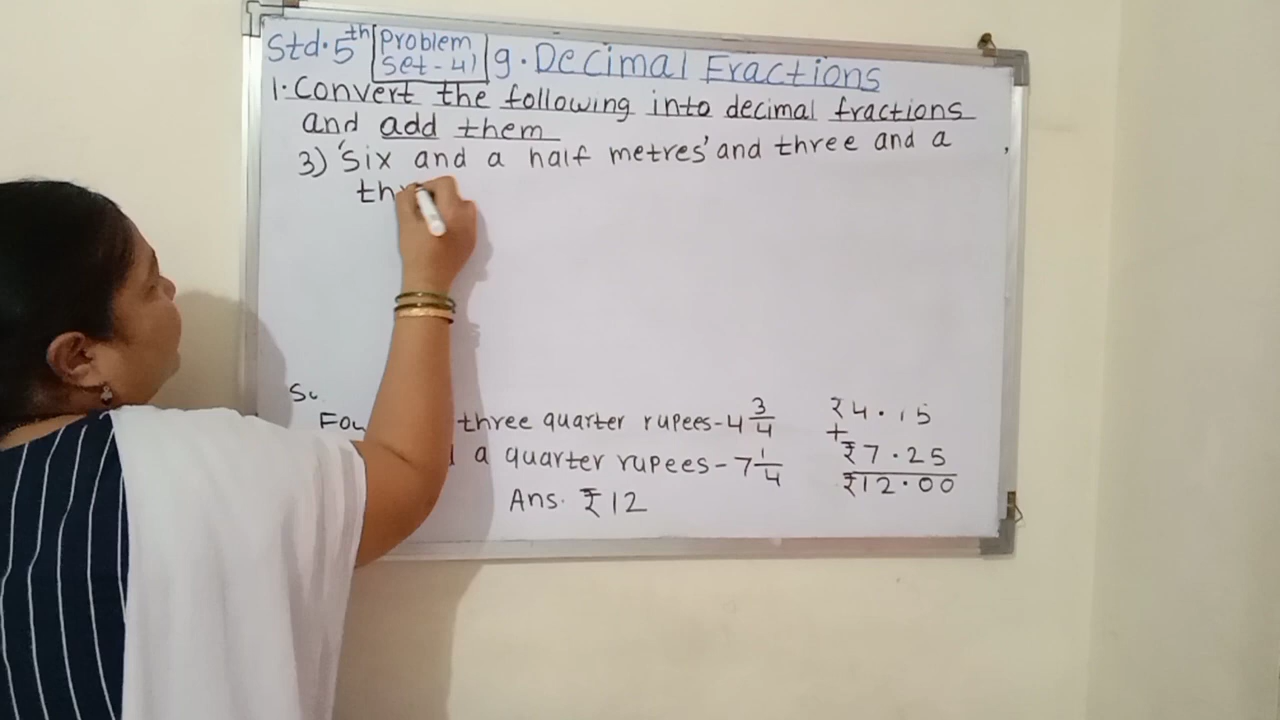 Std. 5th Problem Set-41 9. Decimal Fractions
1. Convert the following into decimal fractions
and add them
3) 'Six and a half metres' and three and a
th
three quarter rupees-4 3/4
a quarter rupees-7 1/4
Ans. ₹12
₹4.15
+
₹7.25
₹12.00